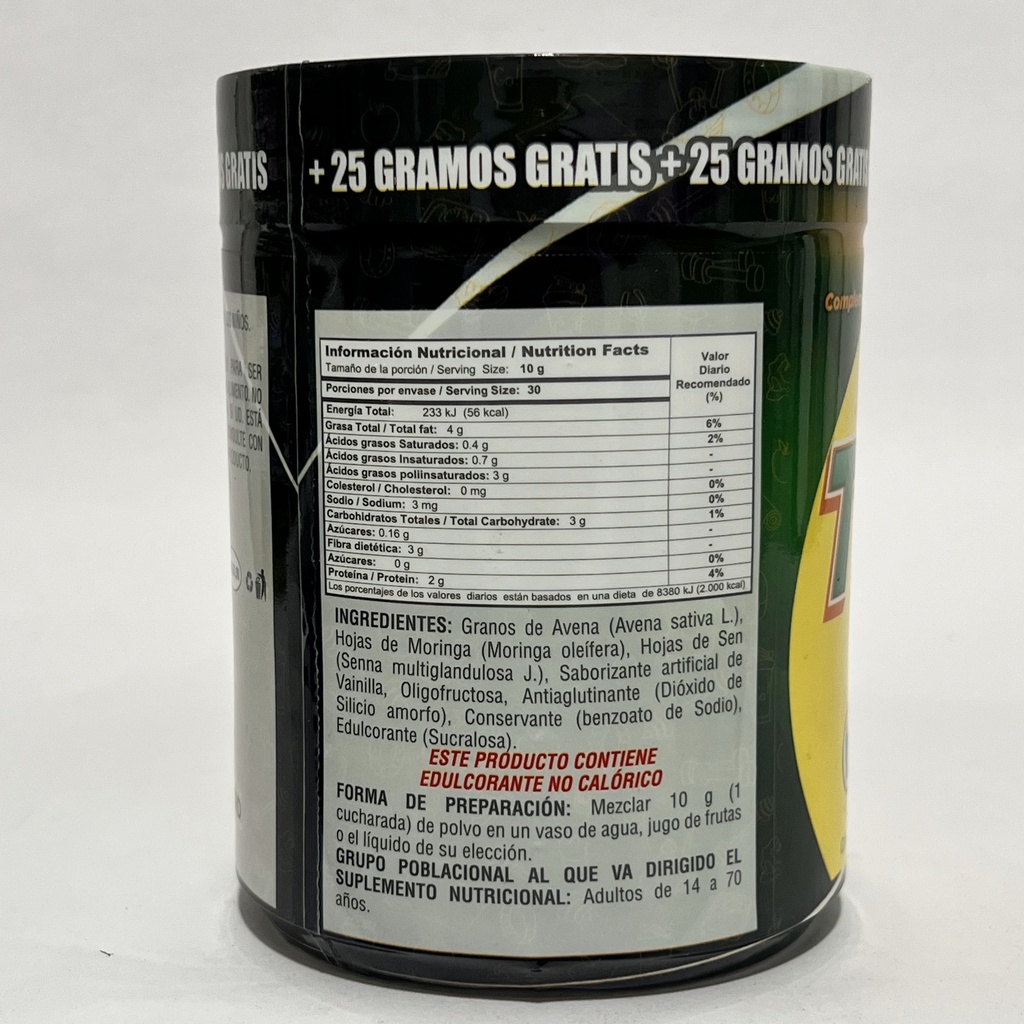 S GRATIS + 25 GRAMOS GRATIS + 25 GRAMOS GRATIS
NIÑOS.
PARA SER
NO
UD. ESTÁ
CON
Información Nutricional / Nutrition Facts
Tamaño de la porción / Serving Size: 10 g
Porciones por envase / Serving Size: 30
Valor
Diario
Recomendado
(%)
Energía Total: 233 kJ (56 kcal)
Grasa Total / Total fat: 4 g 6%
Ácidos grasos Saturados: 0.4 g 2%
Ácidos grasos Insaturados: 0.7 g -
Ácidos grasos poliinsaturados: 3 g -
Colesterol / Cholesterol: 0 mg 0%
Sodio / Sodium: 3 mg 0%
Carbohidratos Totales / Total Carbohydrate: 3 g 1%
Azúcares: 0.16 g -
Fibra dietética: 3 g -
Azúcares: 0 g 0%
Proteína / Protein: 2 g 4%
Los porcentajes de los valores diarios están basados en una dieta de 8380 kJ (2.000 kcal)
INGREDIENTES: Granos de Avena (Avena sativa L.),
Hojas de Moringa (Moringa oleífera), Hojas de Sen
(Senna multiglandulosa J.), Saborizante artificial de
Vainilla, Oligofructosa, Antiaglutinante (Dióxido de
Silicio amorfo), Conservante (benzoato de Sodio),
Edulcorante (Sucralosa).
ESTE PRODUCTO CONTIENE
EDULCORANTE NO CALÓRICO
FORMA DE PREPARACIÓN: Mezclar 10 g (1
cucharada) de polvo en un vaso de agua, jugo de frutas
o el líquido de su elección.
GRUPO POBLACIONAL AL QUE VA DIRIGIDO EL
SUPLEMENTO NUTRICIONAL: Adultos de 14 a 70
años.
T